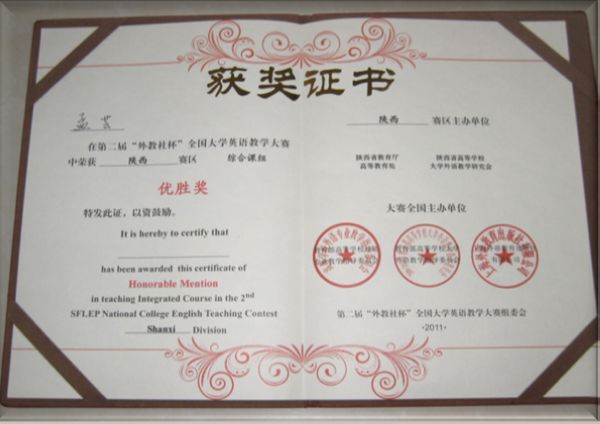 获奖证书
孟芸
在第二届“外教社杯”全国大学英语教学大赛
中荣获 陕西 赛区 综合课组
优胜奖
特发此证，以资鼓励。
It is hereby to certify that
has been awarded this certificate of
Honorable Mention
in teaching Integrated Course in the 2nd
SFLEP National College English Teaching Contest
Shanxi Division
陕西 赛区主办单位
陕西省教育厅 陕西省高等学校
高等教育处 大学外语教学研究会
大赛全国主办单位
第二届“外教社杯”全国大学英语教学大赛组委会
·2011·